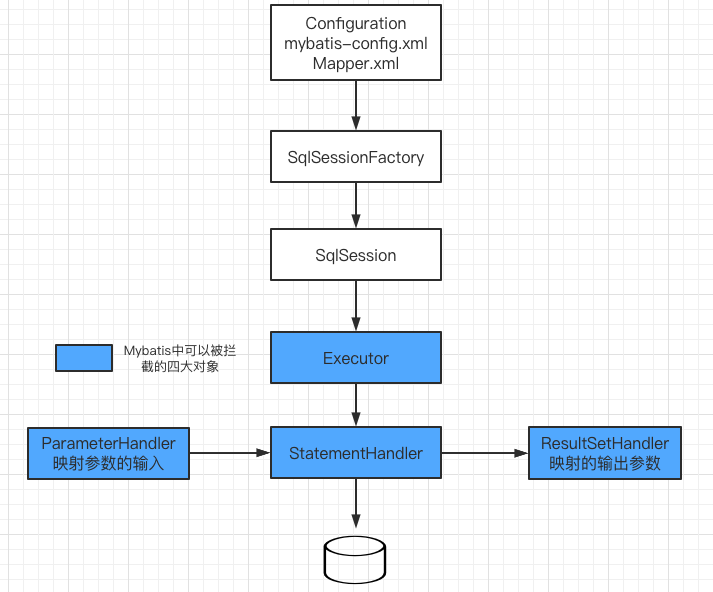 Configuration
mybatis-config.xml
Mapper.xml
SqlSessionFactory
SqlSession
Mybatis中可以被拦
截的四大对象
Executor
ParameterHandler
映射参数的输入
StatementHandler
ResultSetHandler
映射的输出参数